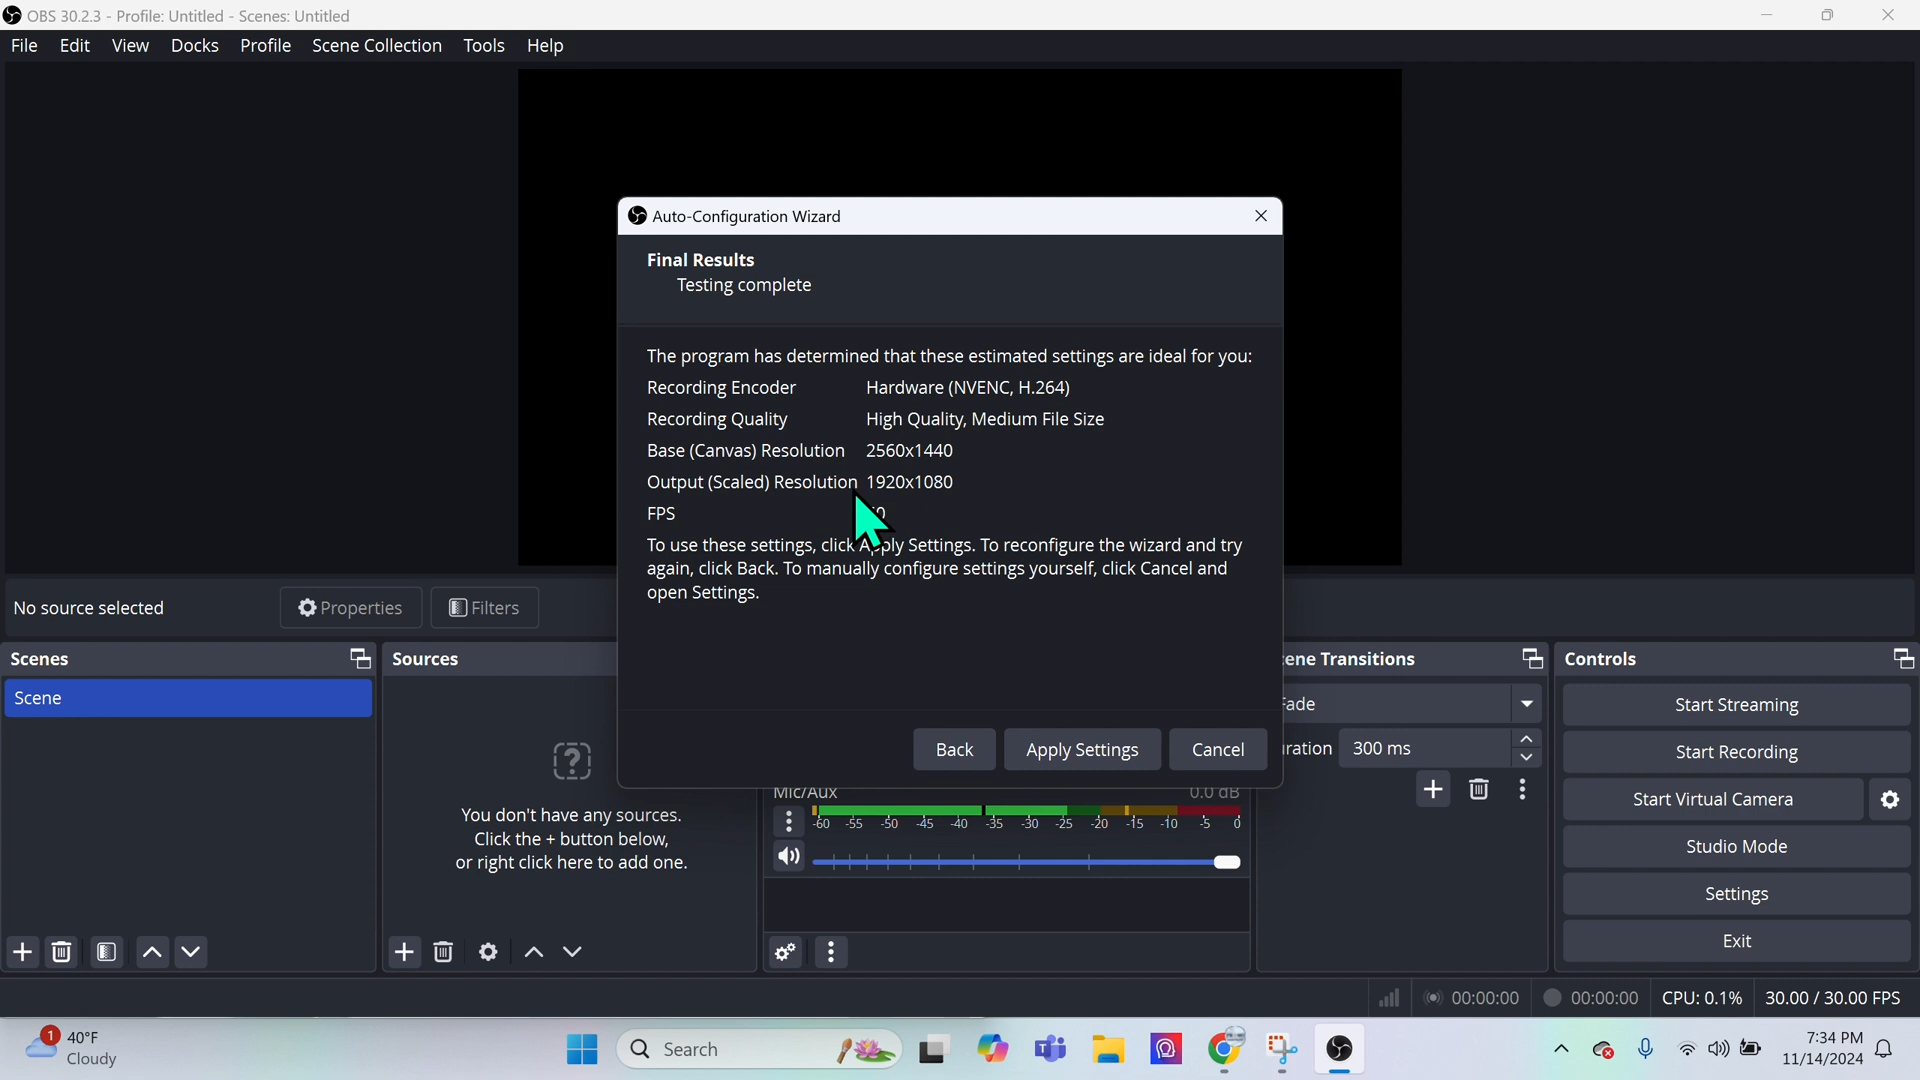 OBS 30.2.3 - Profile: Untitled - Scenes: Untitled
File Edit View Docks Profile Scene Collection Tools Help
Auto-Configuration Wizard
Final Results
Testing complete
The program has determined that these estimated settings are ideal for you:
Recording Encoder Hardware (NVENC, H.264)
Recording Quality High Quality, Medium File Size
Base (Canvas) Resolution 2560x1440
Output (Scaled) Resolution 1920x1080
FPS
To use these settings, click Apply Settings. To reconfigure the wizard and try
again, click Back. To manually configure settings yourself, click Cancel and
open Settings.
Back Apply Settings Cancel
No source selected Properties Filters
Scenes
Scene
Sources
You don't have any sources.
Click the + button below,
or right click here to add one.
Mic/Aux 0.0 dB
-60 -55 -50 -45 -40 -35 -30 -25 -20 -15 -10 -5 0
ene Transitions
ade
ration 300 ms
Controls
Start Streaming
Start Recording
Start Virtual Camera
Studio Mode
Settings
Exit
00:00:00 00:00:00 CPU: 0.1% 30.00 / 30.00 FPS
1
40°F
Cloudy
Search
7:34 PM
11/14/2024